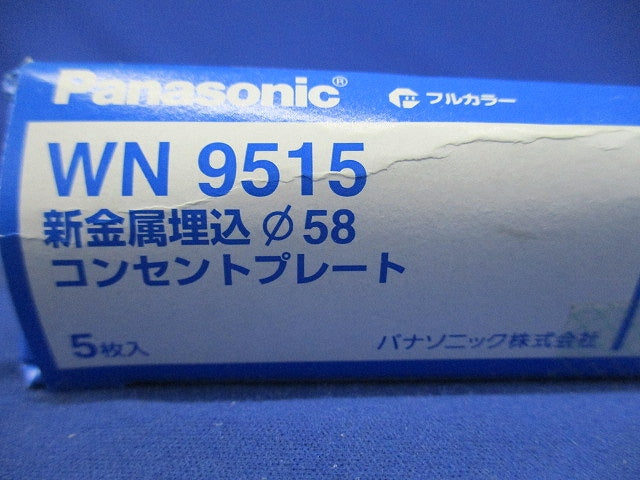 Panasonic® フルカラー
WN 9515
新金属埋込 ⌀58
コンセントプレート
5枚入 パナソニック株式会社